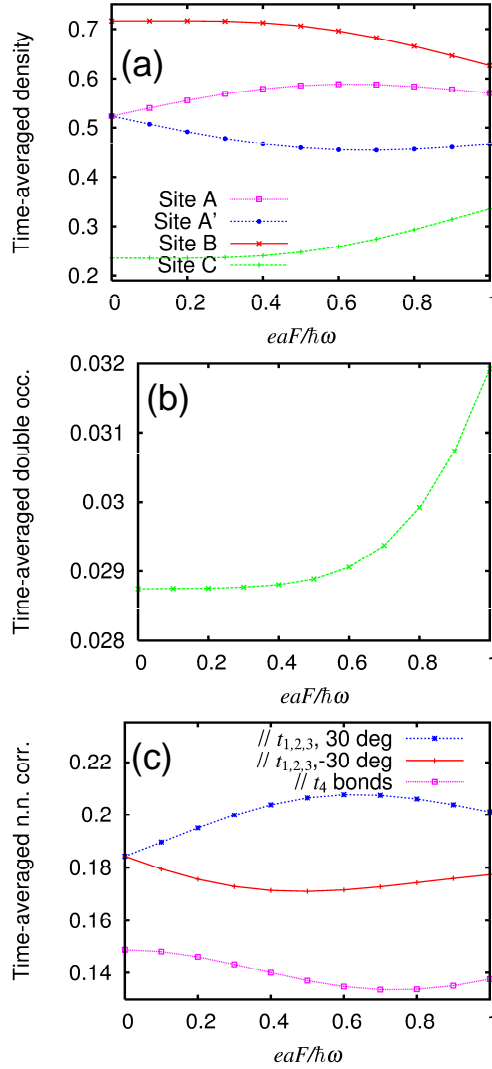 0.7
0.6
0.5
0.4
0.3
0.2
Time-averaged density
(a)
Site A
Site A'
Site B
Site C
0 0.2 0.4 0.6 0.8 1
eaF/ħω
0.032
0.031
0.03
0.029
0.028
Time-averaged double occ.
(b)
0 0.2 0.4 0.6 0.8 1
eaF/ħω
0.22
0.2
0.18
0.16
0.14
Time-averaged n.n. corr.
(c)
// t1,2,3, 30 deg
// t1,2,3,-30 deg
// t4 bonds
0 0.2 0.4 0.6 0.8 1
eaF/ħω